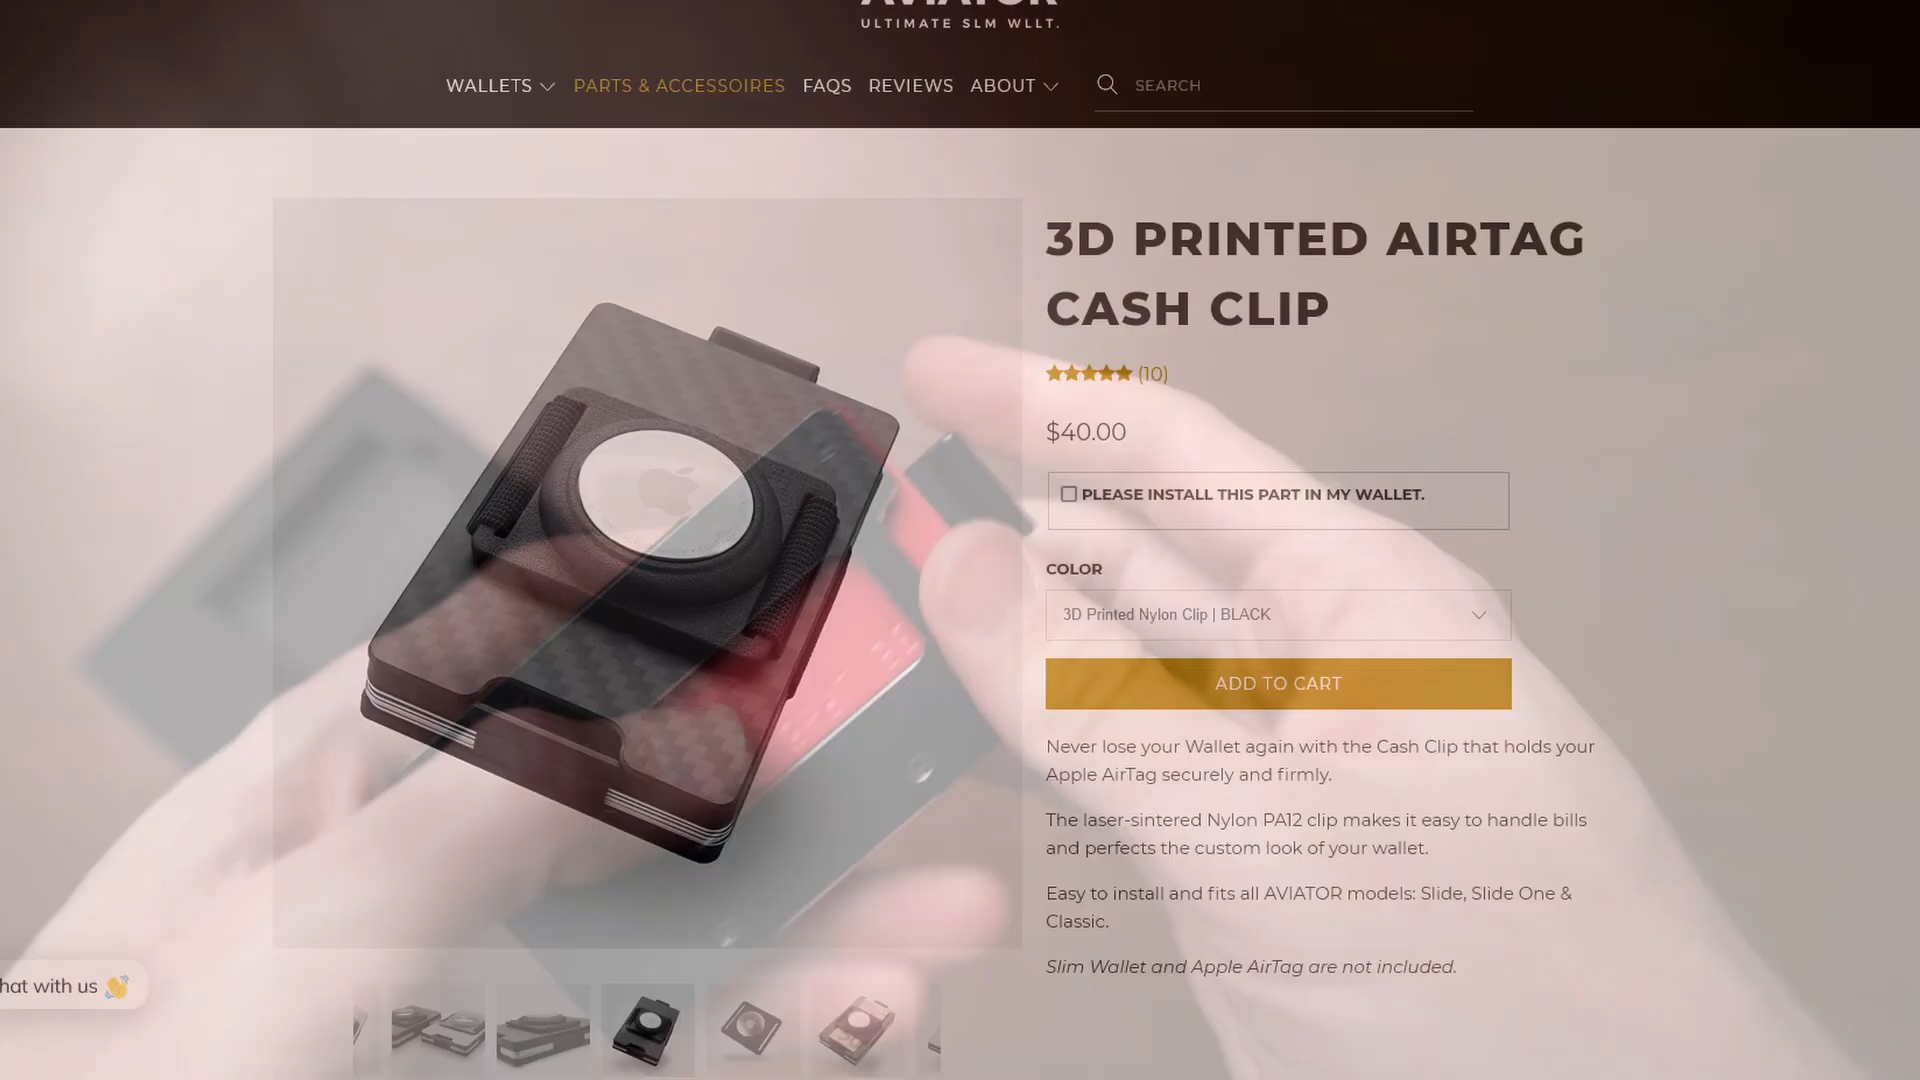 AVIATOR
ULTIMATE SLM WLLT.
WALLETS PARTS & ACCESSOIRES FAQS REVIEWS ABOUT SEARCH
3D PRINTED AIRTAG
CASH CLIP
(10)
$40.00
PLEASE INSTALL THIS PART IN MY WALLET.
COLOR
3D Printed Nylon Clip | BLACK
ADD TO CART
Never lose your Wallet again with the Cash Clip that holds your
Apple AirTag securely and firmly.
The laser-sintered Nylon PA12 clip makes it easy to handle bills
and perfects the custom look of your wallet.
Easy to install and fits all AVIATOR models: Slide, Slide One &
Classic.
Slim Wallet and Apple AirTag are not included.
hat with us 👋